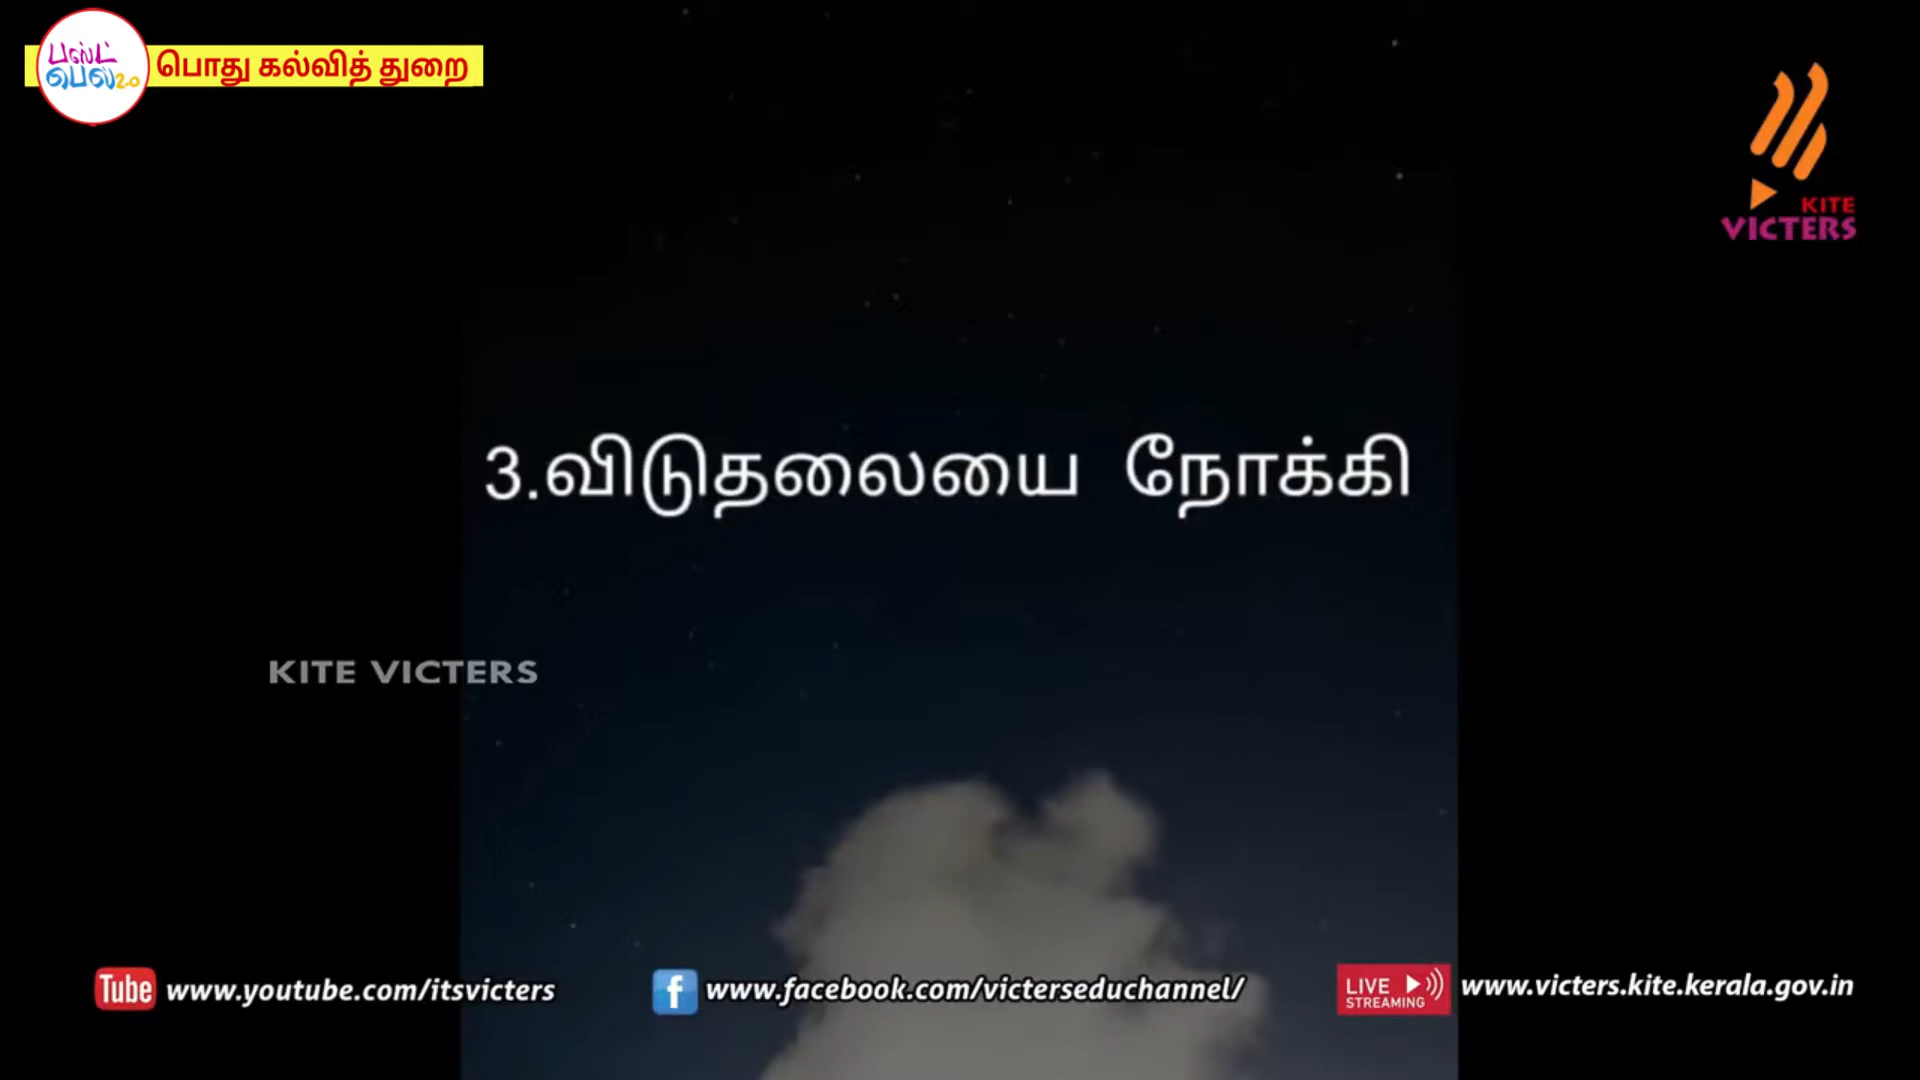 பஸ்ட்
பெல் 2.0
பொது கல்வித் துறை
KITE
VICTERS
3.விடுதலையை நோக்கி
KITE VICTERS
Tube www.youtube.com/itsvicters
f www.facebook.com/victerseduchannel/
LIVE
STREAMING
www.victers.kite.kerala.gov.in